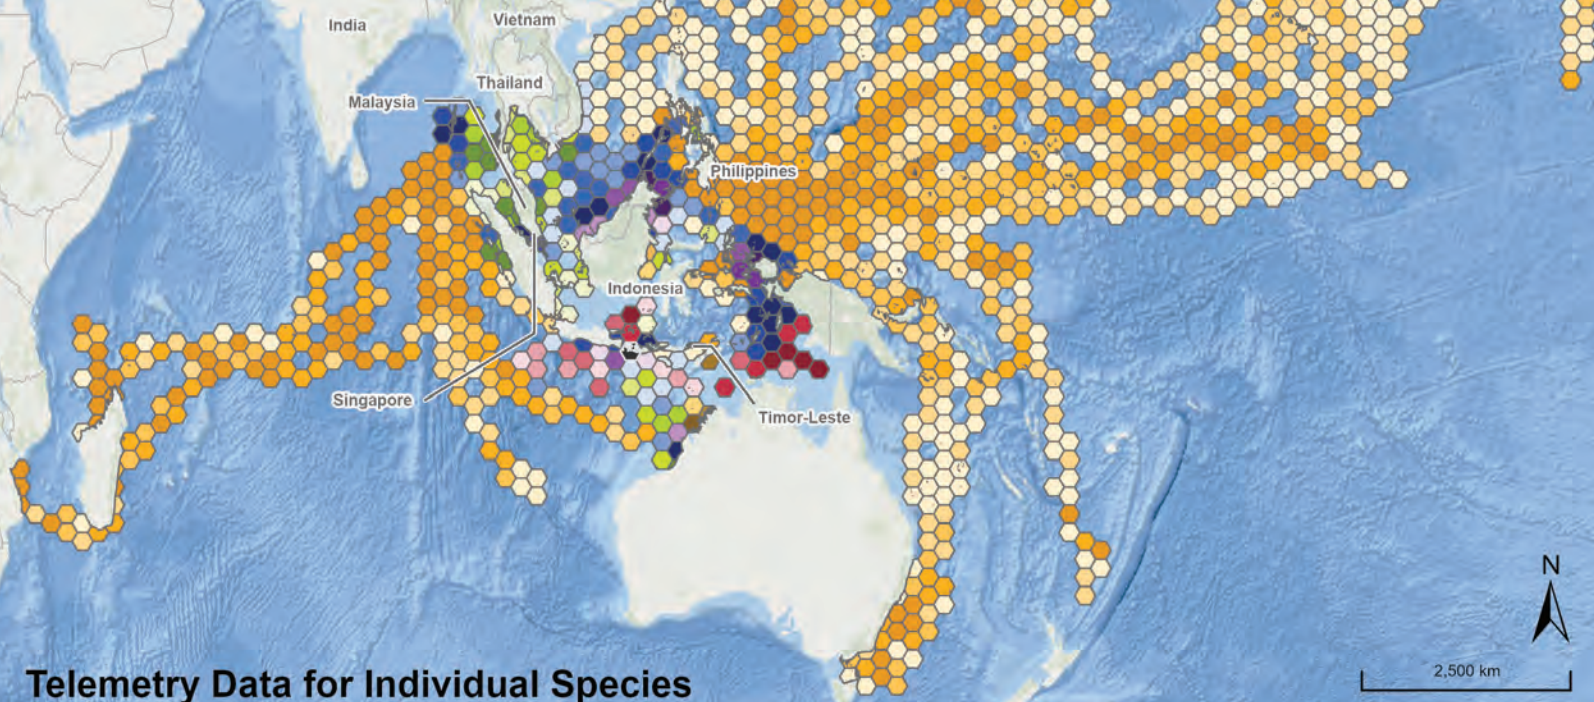 India
Vietnam
Thailand
Malaysia
Philippines
Indonesia
Singapore
Timor-Leste
N
2,500 km
Telemetry Data for Individual Species